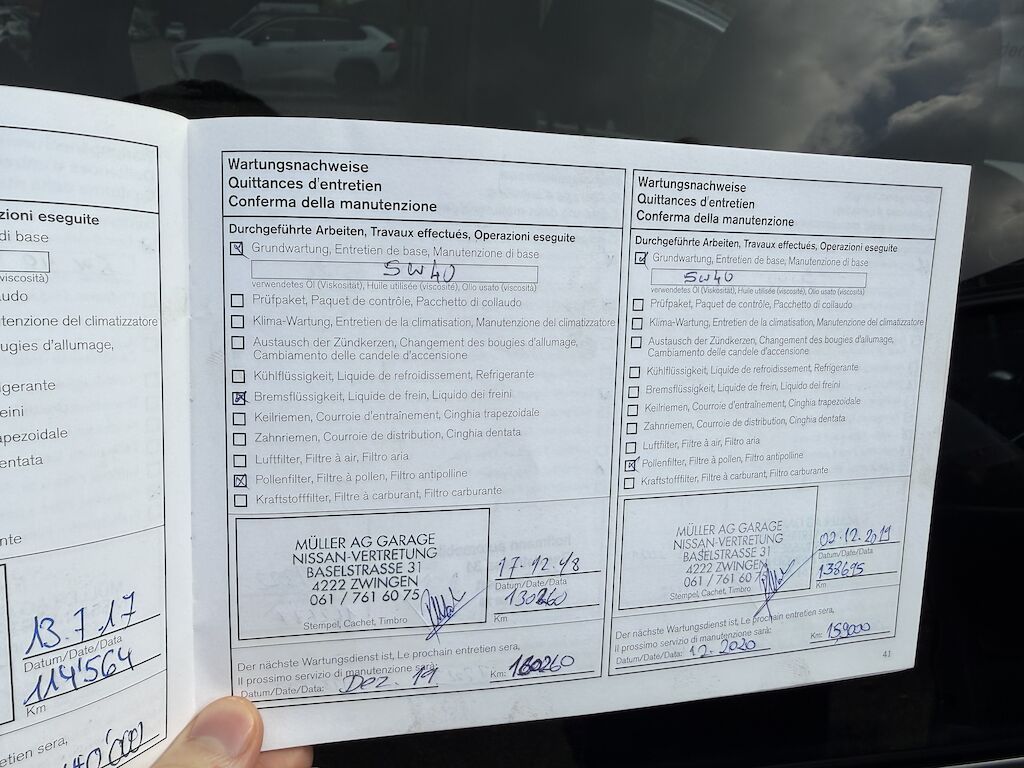 zioni eseguite
di base
viscosità)
audo
tenzione del climatizzatore
ougies d'allumage,
igerante
eini
apezoidale
entata
nte
13.7.17
Datum/Date/Data
114'564
Km
etien sera,
Wartungsnachweise
Quittances d'entretien
Conferma della manutenzione
Durchgeführte Arbeiten, Travaux effectués, Operazioni eseguite
Grundwartung, Entretien de base, Manutenzione di base
5W40
verwendetes Öl (Viskosität), Huile utilisée (viscosité), Olio usato (viscosità)
Prüfpaket, Paquet de contrôle, Pacchetto di collaudo
Klima-Wartung, Entretien de la climatisation, Manutenzione del climatizzatore
Austausch der Zündkerzen, Changement des bougies d'allumage,
Cambiamento delle candele d'accensione
Kühlflüssigkeit, Liquide de refroidissement, Refrigerante
Bremsflüssigkeit, Liquide de frein, Liquido dei freini
Keilriemen, Courroie d'entraînement, Cinghia trapezoidale
Zahnriemen, Courroie de distribution, Cinghia dentata
Luftfilter, Filtre à air, Filtro aria
Pollenfilter, Filtre à pollen, Filtro antipolline
Kraftstofffilter, Filtre à carburant, Filtro carburante
MÜLLER AG GARAGE
NISSAN-VERTRETUNG
BASELSTRASSE 31
4222 ZWINGEN
061 / 761 60 75
Stempel, Cachet, Timbro
17.12.18
Datum/Date/Data
130260
Km
Der nächste Wartungsdienst ist, Le prochain entretien sera,
Il prossimo servizio di manutenzione sarà:
Datum/Date/Data: Dez. 19 Km: 160260
Wartungsnachweise
Quittances d'entretien
Conferma della manutenzione
Durchgeführte Arbeiten, Travaux effectués, Operazioni eseguite
Grundwartung, Entretien de base, Manutenzione di base
5W40
verwendetes Öl (Viskosität), Huile utilisée (viscosité), Olio usato (viscosità)
Prüfpaket, Paquet de contrôle, Pacchetto di collaudo
Klima-Wartung, Entretien de la climatisation, Manutenzione del climatizzatore
Austausch der Zündkerzen, Changement des bougies d'allumage,
Cambiamento delle candele d'accensione
Kühlflüssigkeit, Liquide de refroidissement, Refrigerante
Bremsflüssigkeit, Liquide de frein, Liquido dei freini
Keilriemen, Courroie d'entraînement, Cinghia trapezoidale
Zahnriemen, Courroie de distribution, Cinghia dentata
Luftfilter, Filtre à air, Filtro aria
Pollenfilter, Filtre à pollen, Filtro antipolline
Kraftstofffilter, Filtre à carburant, Filtro carburante
MÜLLER AG GARAGE
NISSAN-VERTRETUNG
BASELSTRASSE 31
4222 ZWINGEN
061 / 761 60
Stempel, Cachet, Timbro
02.12.2019
Datum/Date/Data
138695
Km
Der nächste Wartungsdienst ist, Le prochain entretien sera,
Il prossimo servizio di manutenzione sarà:
Datum/Date/Data: 12.2020 Km: 159000
41